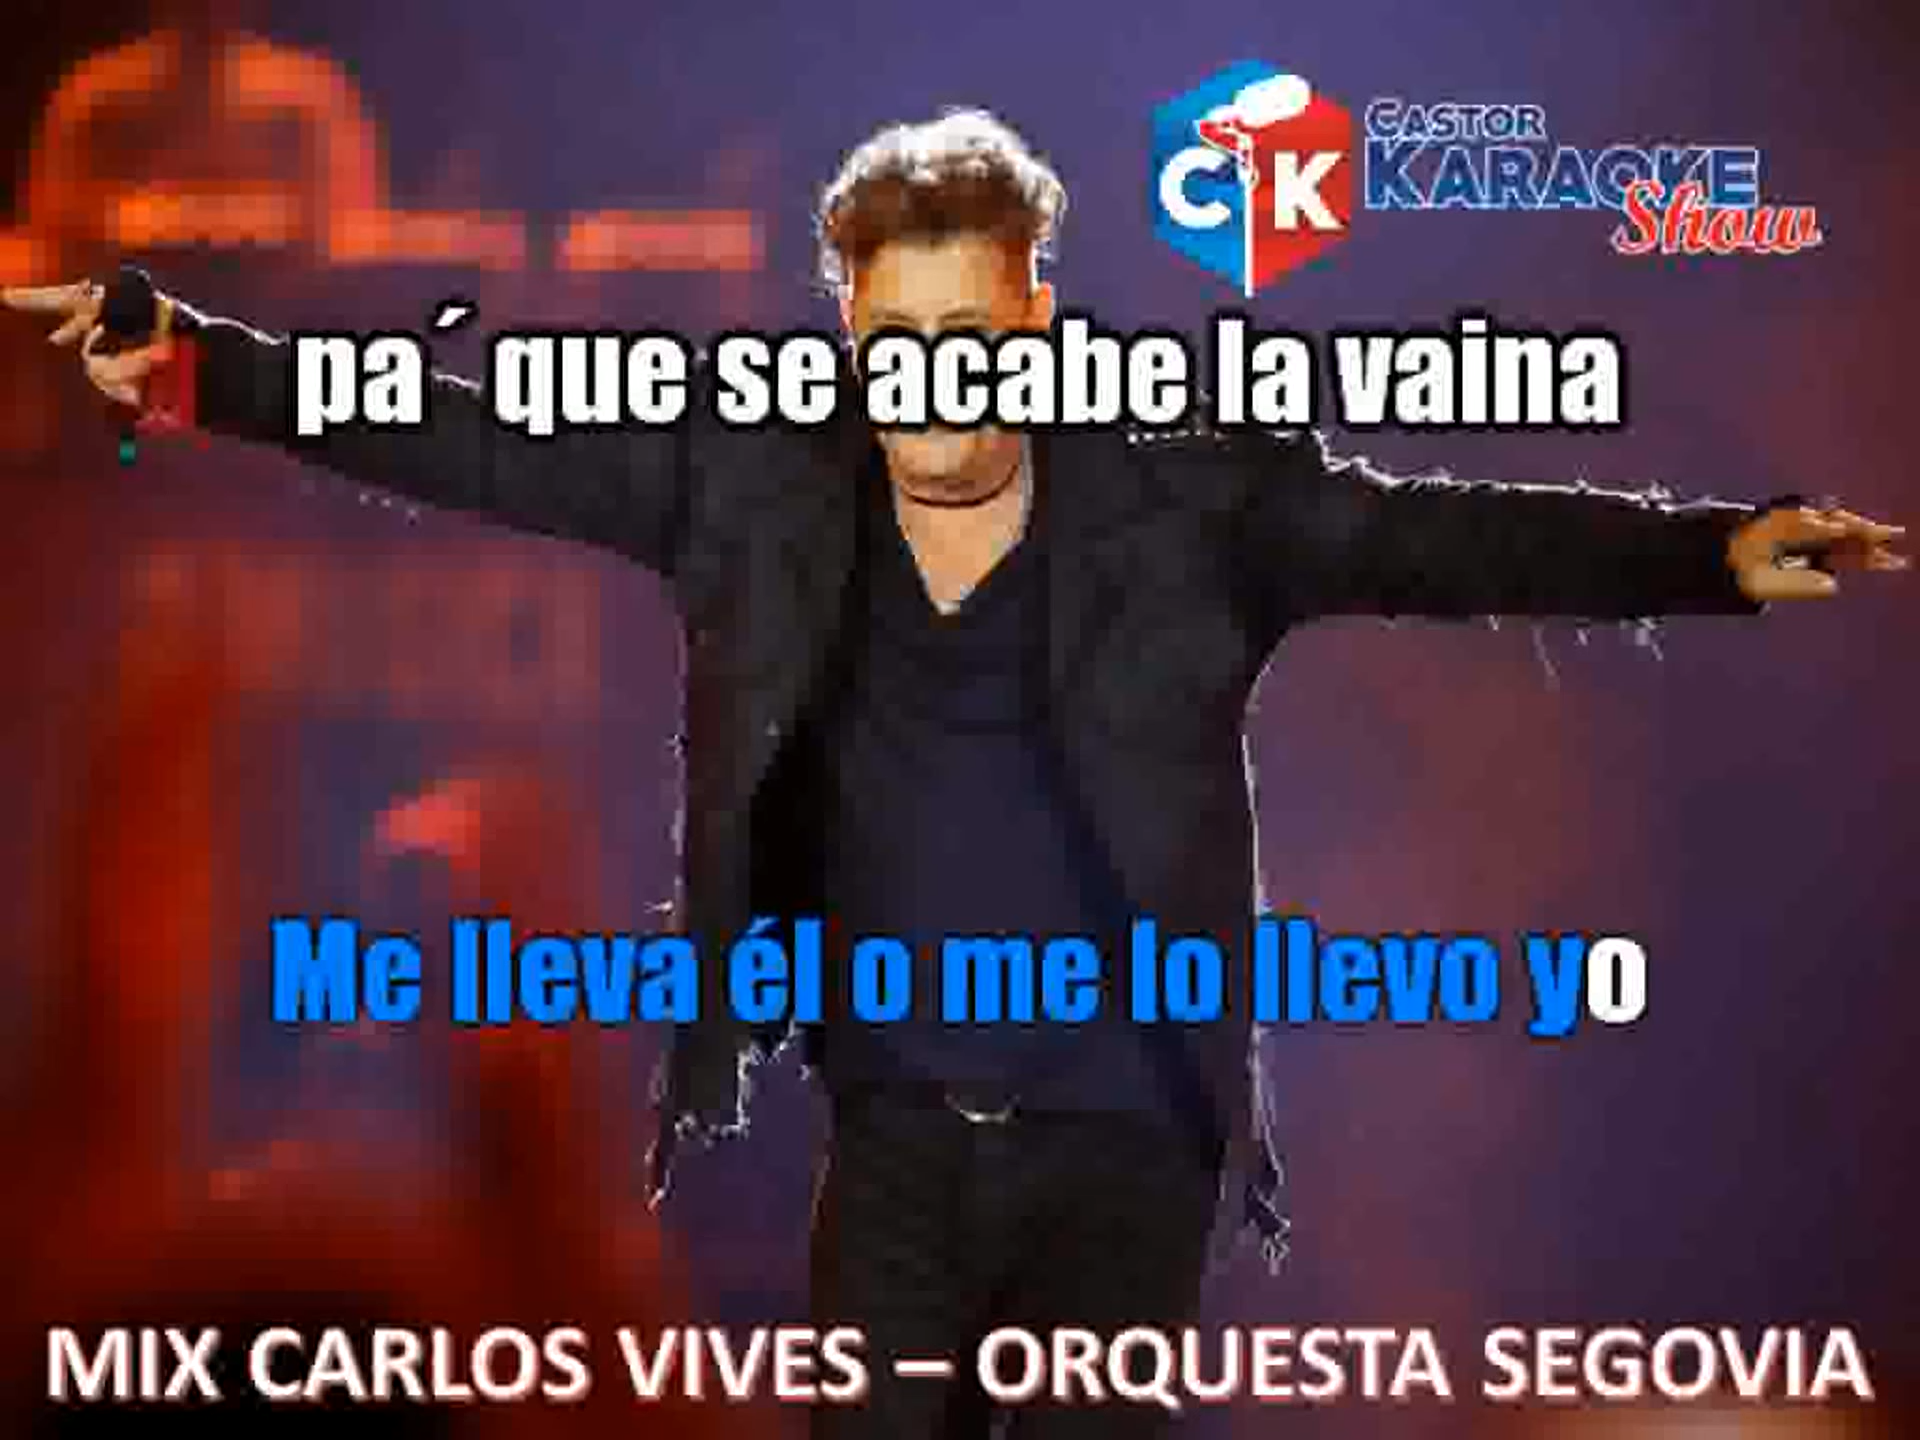 CK
CASTOR
KARAOKE
Show
pa´ que se acabe la vaina
Me lleva él o me lo llevo yo
MIX CARLOS VIVES – ORQUESTA SEGOVIA